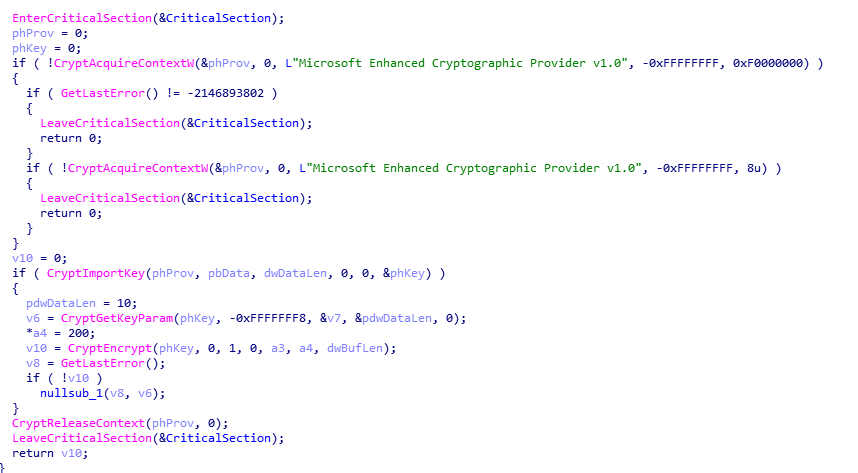 EnterCriticalSection(&CriticalSection);
phProv = 0;
phKey = 0;
if ( !CryptAcquireContextW(&phProv, 0, L"Microsoft Enhanced Cryptographic Provider v1.0", -0xFFFFFFFF, 0xF0000000) )
{
if ( GetLastError() != -2146893802 )
{
LeaveCriticalSection(&CriticalSection);
return 0;
}
if ( !CryptAcquireContextW(&phProv, 0, L"Microsoft Enhanced Cryptographic Provider v1.0", -0xFFFFFFFF, 8u) )
{
LeaveCriticalSection(&CriticalSection);
return 0;
}
}
v10 = 0;
if ( CryptImportKey(phProv, pbData, dwDataLen, 0, 0, &phKey) )
{
pdwDataLen = 10;
v6 = CryptGetKeyParam(phKey, -0xFFFFFFF8, &v7, &pdwDataLen, 0);
*a4 = 200;
v10 = CryptEncrypt(phKey, 0, 1, 0, a3, a4, dwBufLen);
v8 = GetLastError();
if ( !v10 )
nullsub_1(v8, v6);
}
CryptReleaseContext(phProv, 0);
LeaveCriticalSection(&CriticalSection);
return v10;
}